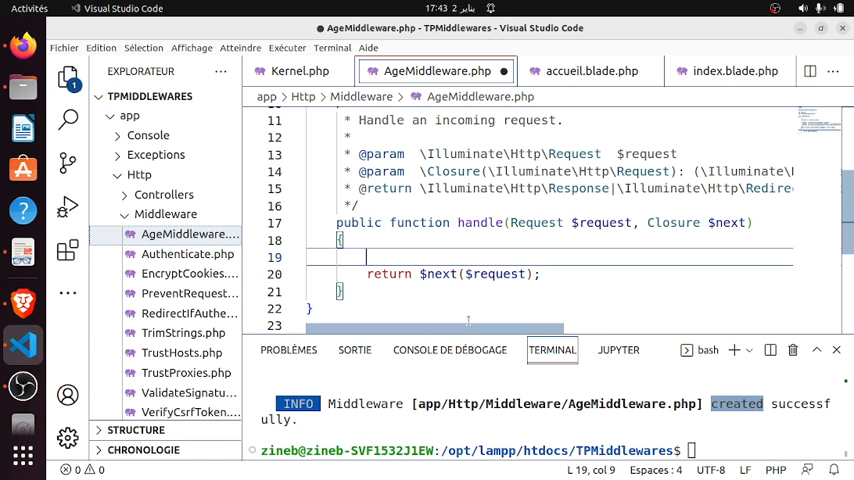 Activités
Visual Studio Code
17:43 2 يناير
AgeMiddleware.php - TPMiddlewares - Visual Studio Code
Fichier Edition Sélection Affichage Atteindre Exécuter Terminal Aide
EXPLORATEUR
TPMIDDLEWARES
app
Console
Exceptions
Http
Controllers
Middleware
AgeMiddleware....
Authenticate.php
EncryptCookies....
PreventRequest...
RedirectIfAuthe...
TrimStrings.php
TrustHosts.php
TrustProxies.php
ValidateSignatu...
VerifyCsrfToken....
STRUCTURE
CHRONOLOGIE
1
Kernel.php
AgeMiddleware.php
accueil.blade.php
index.blade.php
app > Http > Middleware > AgeMiddleware.php
11 * Handle an incoming request.
12 *
13 * @param \Illuminate\Http\Request $request
14 * @param \Closure(\Illuminate\Http\Request): (\Illuminate\
15 * @return \Illuminate\Http\Response|\Illuminate\Http\Redirec
16 */
17 public function handle(Request $request, Closure $next)
18 {
19
20 return $next($request);
21 }
22 }
23
PROBLÈMES SORTIE CONSOLE DE DÉBOGAGE TERMINAL JUPYTER
bash
INFO Middleware [app/Http/Middleware/AgeMiddleware.php] created successf
ully.
zineb@zineb-SVF1532J1EW:/opt/lampp/htdocs/TPMiddlewares$
0 0
L 19, col 9 Espaces : 4 UTF-8 LF PHP